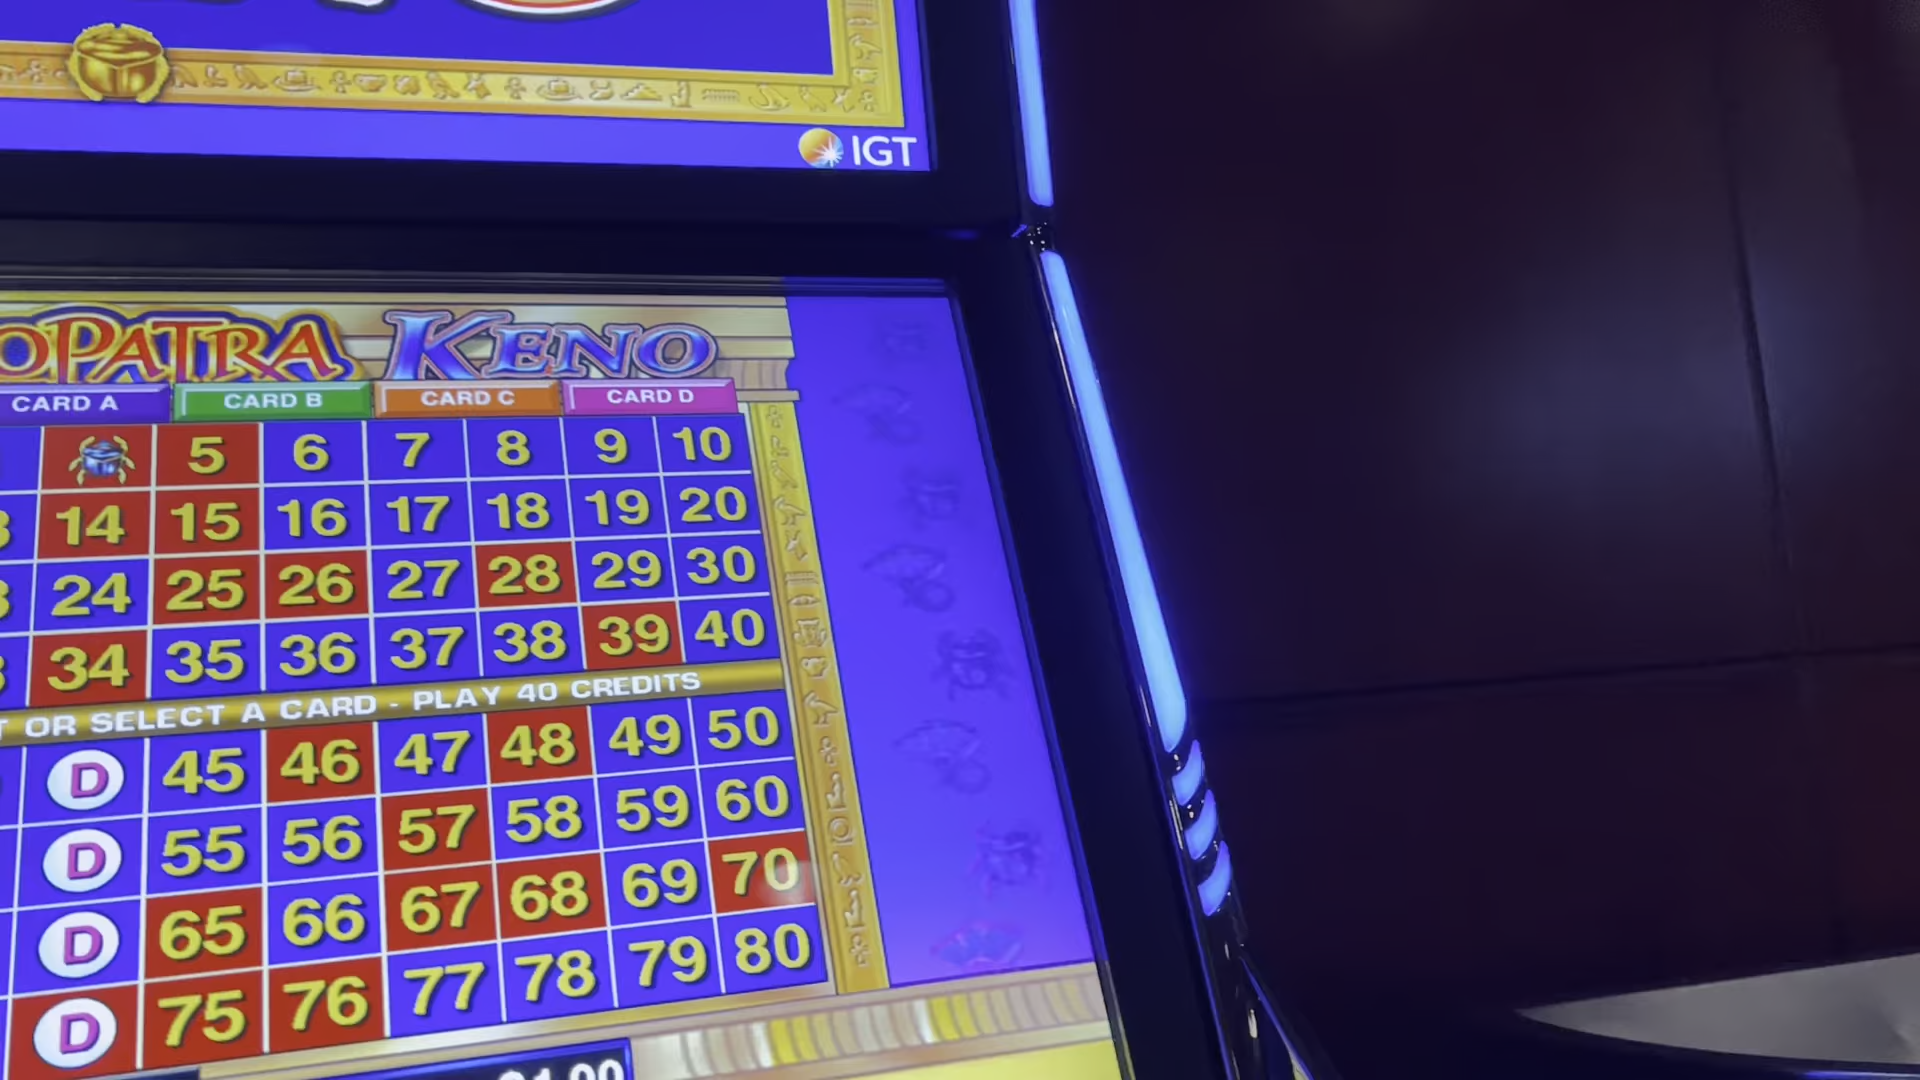 IGT
OPATRA KENO
CARD A CARD B CARD C CARD D
5 6 7 8 9 10
14 15 16 17 18 19 20
24 25 26 27 28 29 30
34 35 36 37 38 39 40
T OR SELECT A CARD - PLAY 40 CREDITS
D 45 46 47 48 49 50
D 55 56 57 58 59 60
D 65 66 67 68 69 70
D 75 76 77 78 79 80